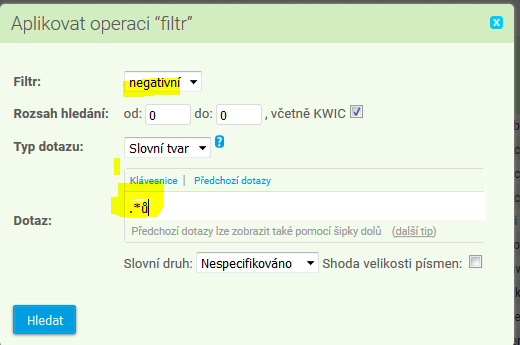 Aplikovat operaci “filtr” x
Filtr: negativní
Rozsah hledání: od: 0 do: 0 , včetně KWIC
Typ dotazu: Slovní tvar ?
Klávesnice | Předchozí dotazy
Dotaz: .*ů
Předchozí dotazy lze zobrazit také pomocí šipky dolů (další tip)
Slovní druh: Nespecifikováno Shoda velikosti písmen:
Hledat